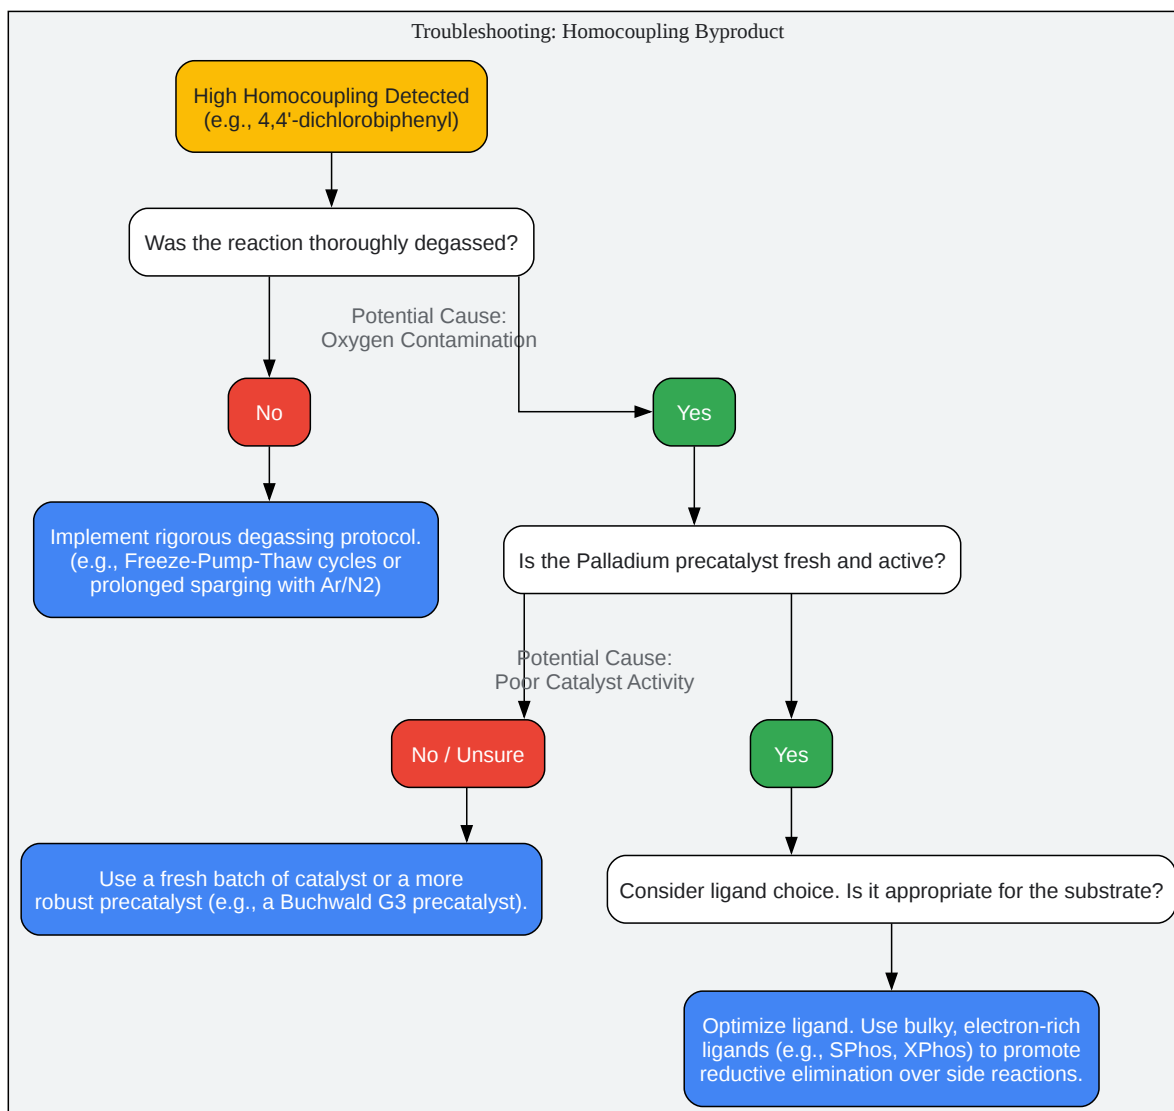 Troubleshooting: Homocoupling Byproduct
High Homocoupling Detected
(e.g., 4,4'-dichlorobiphenyl)
Was the reaction thoroughly degassed?
Potential Cause:
Oxygen Contamination
No
Yes
Implement rigorous degassing protocol.
(e.g., Freeze-Pump-Thaw cycles or
prolonged sparging with Ar/N2)
Is the Palladium precatalyst fresh and active?
Potential Cause:
Poor Catalyst Activity
No / Unsure
Yes
Use a fresh batch of catalyst or a more
robust precatalyst (e.g., a Buchwald G3 precatalyst).
Consider ligand choice. Is it appropriate for the substrate?
Optimize ligand. Use bulky, electron-rich
ligands (e.g., SPhos, XPhos) to promote
reductive elimination over side reactions.